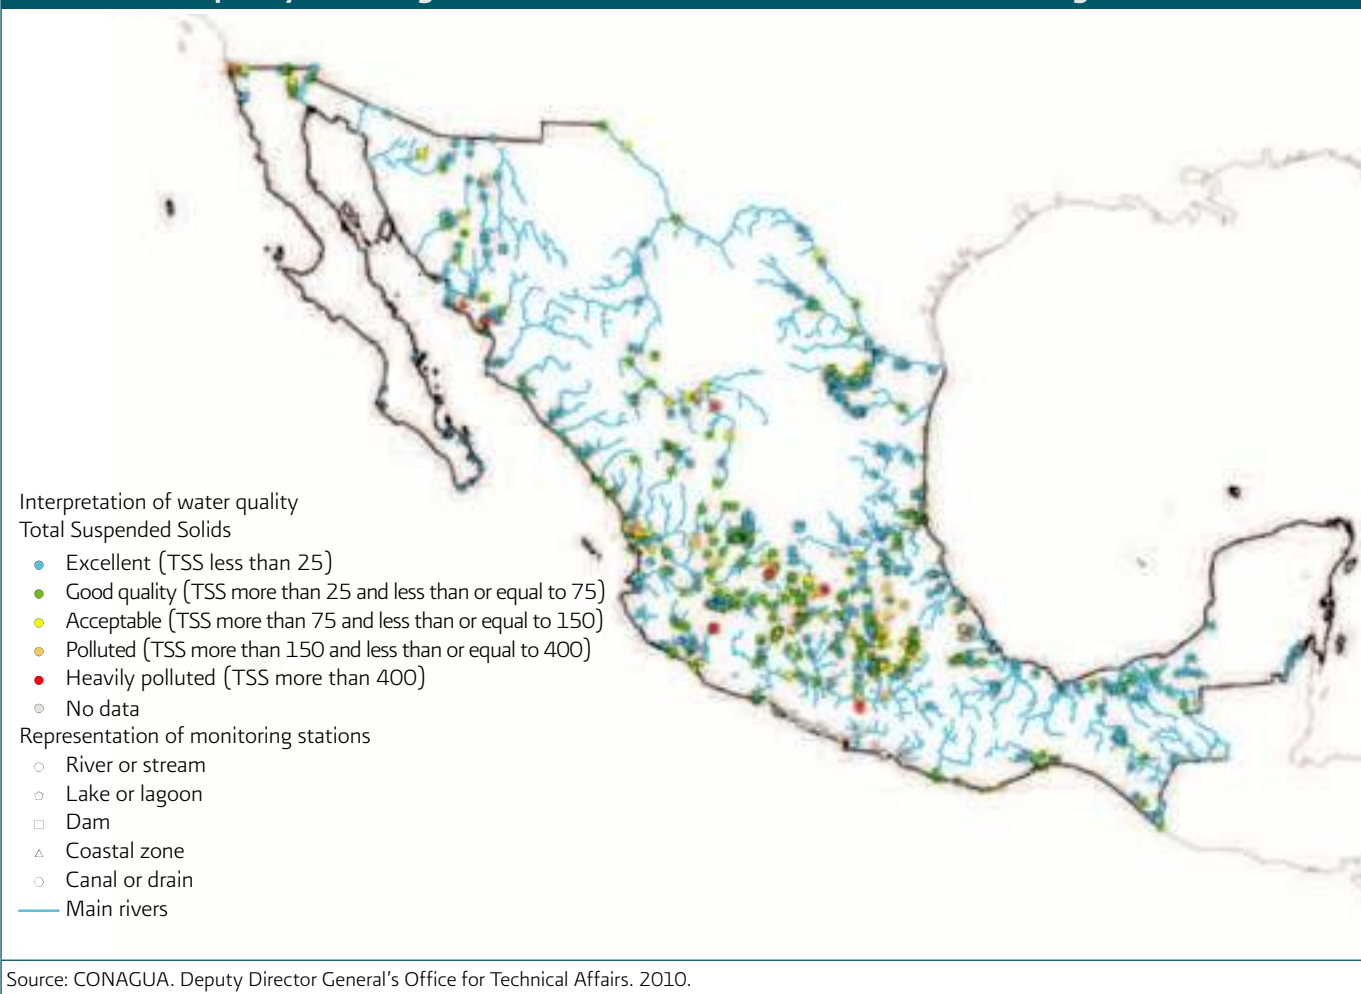 Interpretation of water quality
Total Suspended Solids
Excellent (TSS less than 25)
Good quality (TSS more than 25 and less than or equal to 75)
Acceptable (TSS more than 75 and less than or equal to 150)
Polluted (TSS more than 150 and less than or equal to 400)
Heavily polluted (TSS more than 400)
No data
Representation of monitoring stations
River or stream
Lake or lagoon
Dam
Coastal zone
Canal or drain
Main rivers
Source: CONAGUA. Deputy Director General's Office for Technical Affairs. 2010.